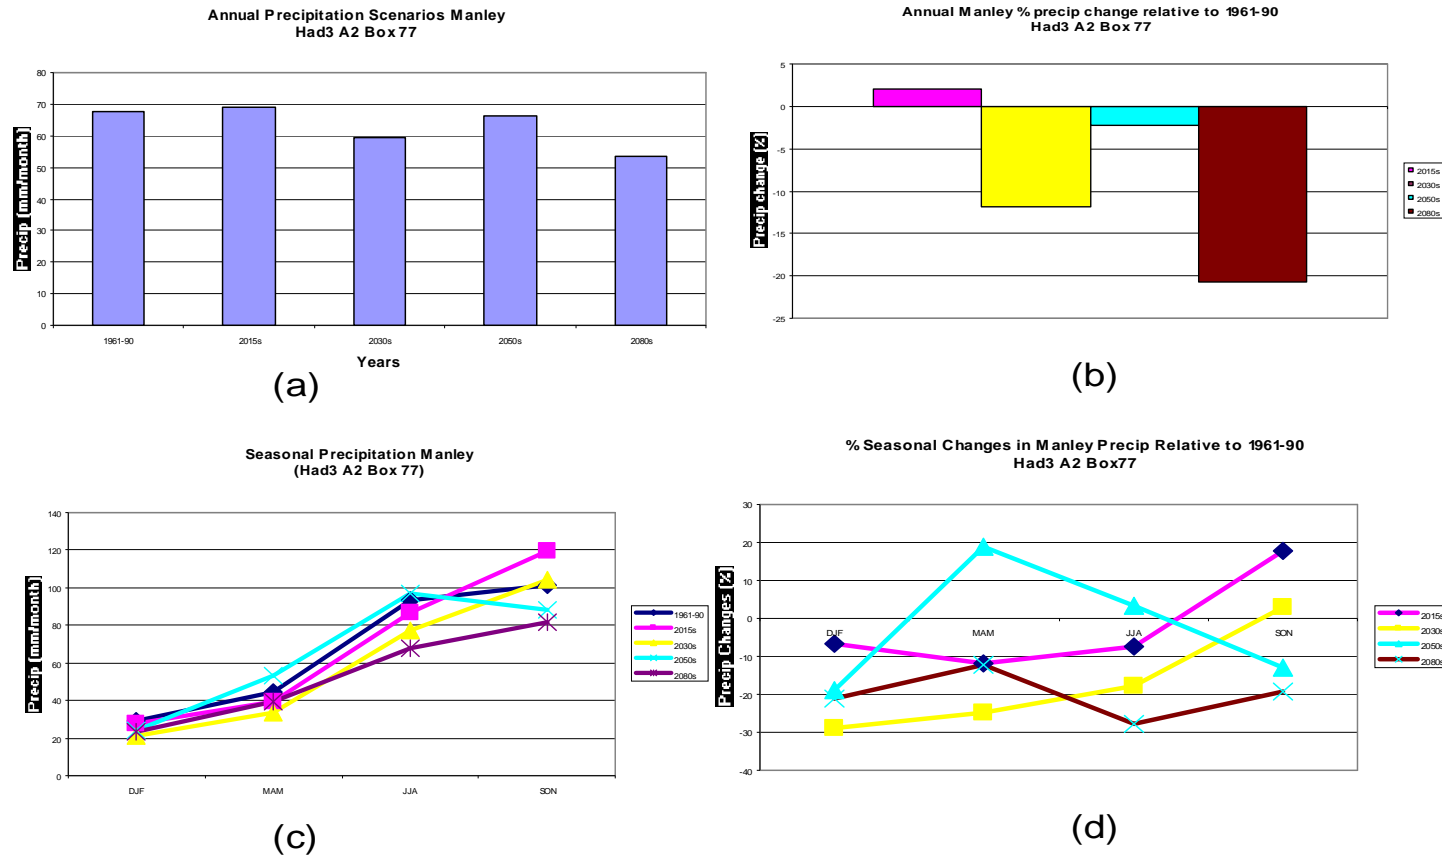 Annual Precipitation Scenarios Manley
Had3 A2 Box 77
Precip (mm/month)
80
70
60
50
40
30
20
10
0
1961-90
2015s
2030s
2050s
2080s
Years
(a)
Annual Manley % precip change relative to 1961-90
Had3 A2 Box 77
Precip change (%)
5
0
-5
-10
-15
-20
-25
2015s
2030s
2050s
2080s
(b)
Seasonal Precipitation Manley
(Had3 A2 Box 77)
Precip (mm/month)
140
120
100
80
60
40
20
0
DJF
MAM
JJA
SON
1961-90
2015s
2030s
2050s
2080s
(c)
% Seasonal Changes in Manley Precip Relative to 1961-90
Had3 A2 Box77
Precip Changes (%)
30
20
10
0
-10
-20
-30
-40
DJF
MAM
JJA
SON
2015s
2030s
2050s
2080s
(d)